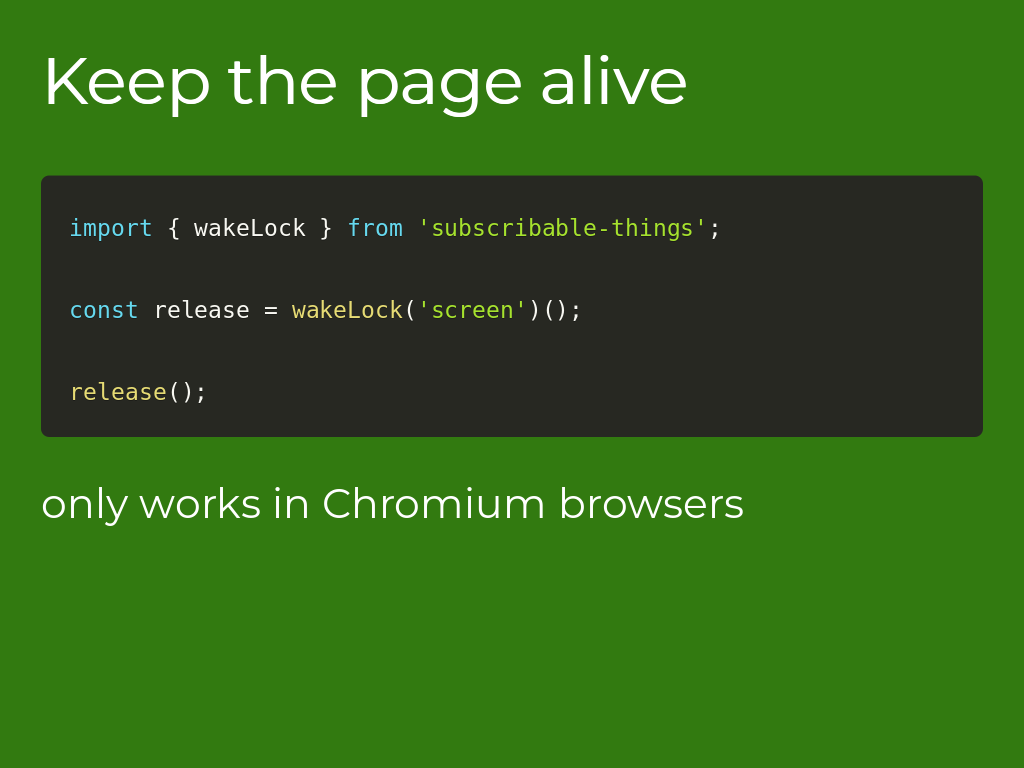 Keep the page alive
import { wakeLock } from 'subscribable-things';
const release = wakeLock('screen')();
release();
only works in Chromium browsers